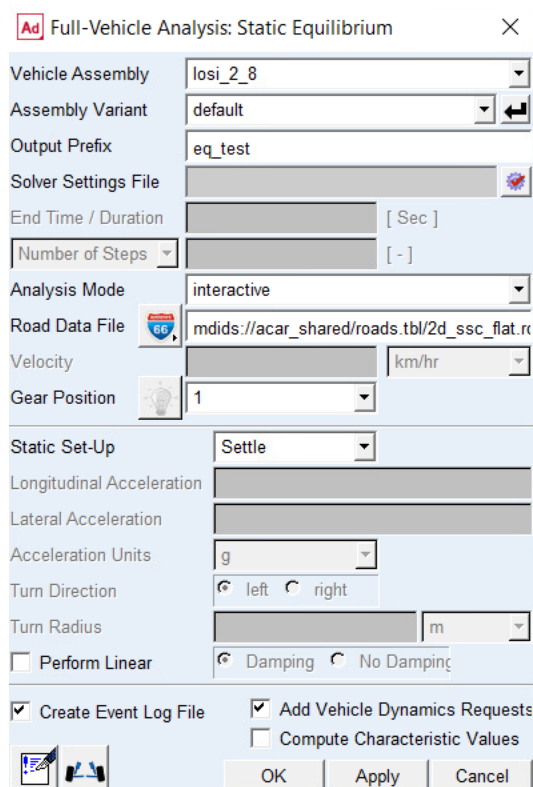 Ad Full-Vehicle Analysis: Static Equilibrium
Vehicle Assembly losi_2_8
Assembly Variant default
Output Prefix eq_test
Solver Settings File
End Time / Duration [ Sec ]
Number of Steps [ - ]
Analysis Mode interactive
Road Data File 66 mdids://acar_shared/roads.tbl/2d_ssc_flat.r
Velocity km/hr
Gear Position 1
Static Set-Up Settle
Longitudinal Acceleration
Lateral Acceleration
Acceleration Units g
Turn Direction left right
Turn Radius m
Perform Linear Damping No Damping
Create Event Log File Add Vehicle Dynamics Requests
Compute Characteristic Values
OK Apply Cancel